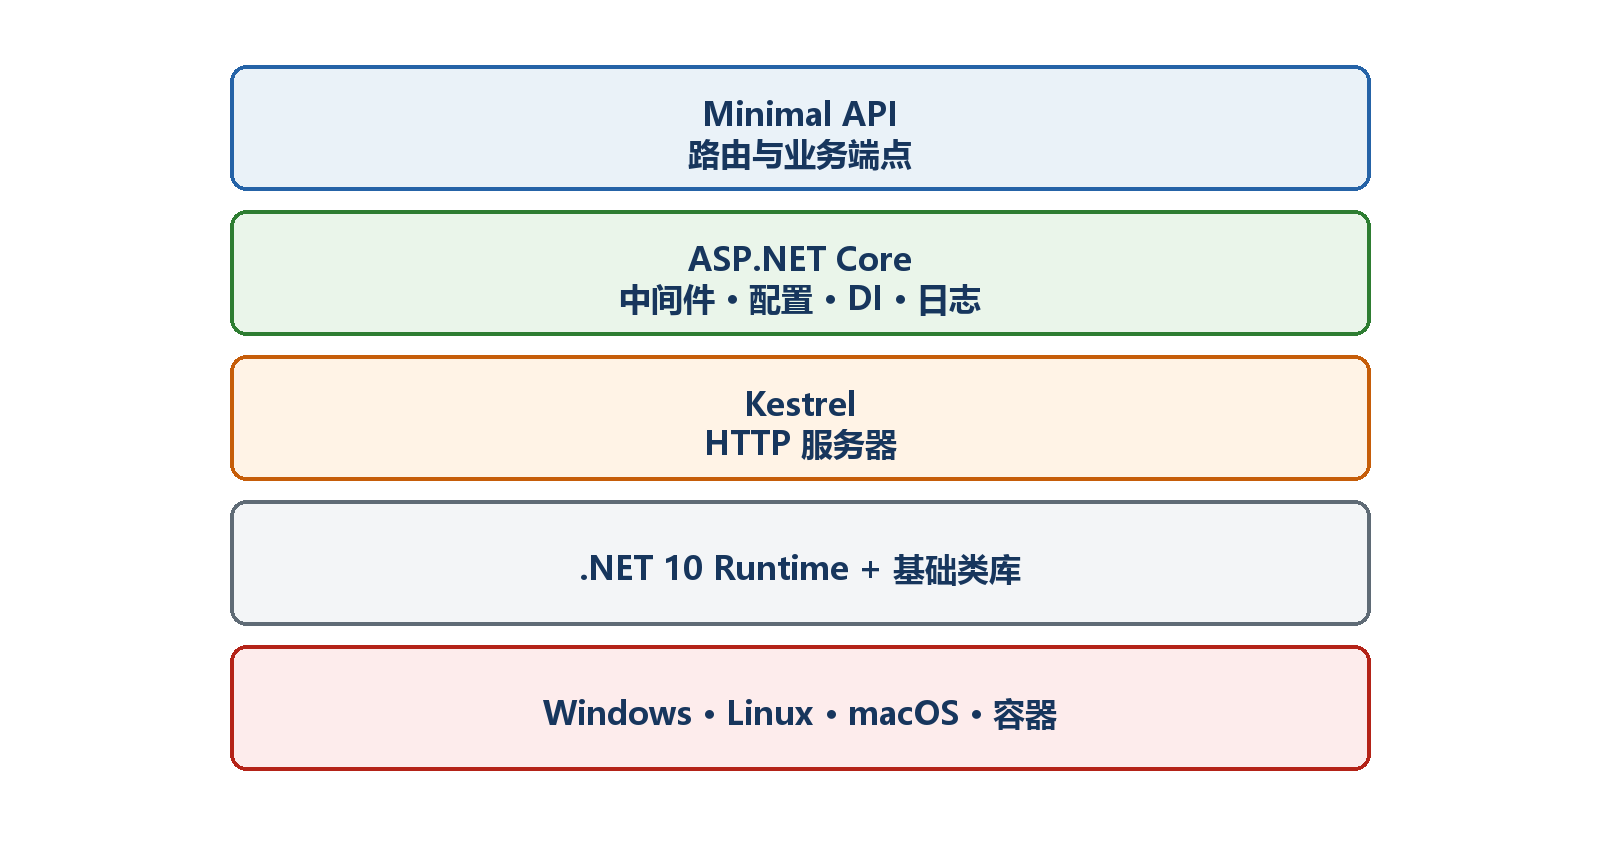 Minimal API
路由与业务端点
ASP.NET Core
中间件 • 配置 • DI • 日志
Kestrel
HTTP 服务器
.NET 10 Runtime + 基础类库
Windows • Linux • macOS • 容器